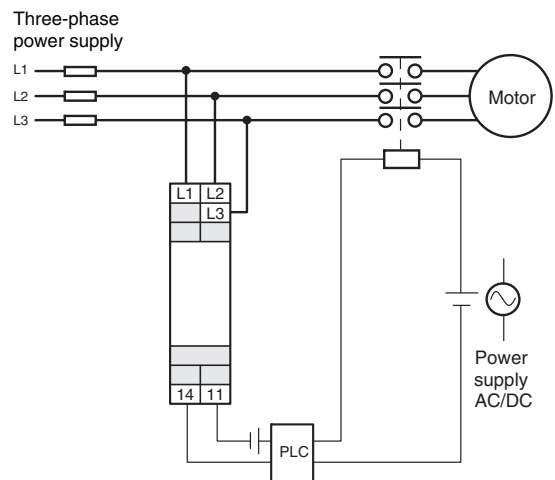 Three-phase
power supply
L1
L2
L3
Motor
L1 L2
L3
Power
supply
AC/DC
14 11
PLC